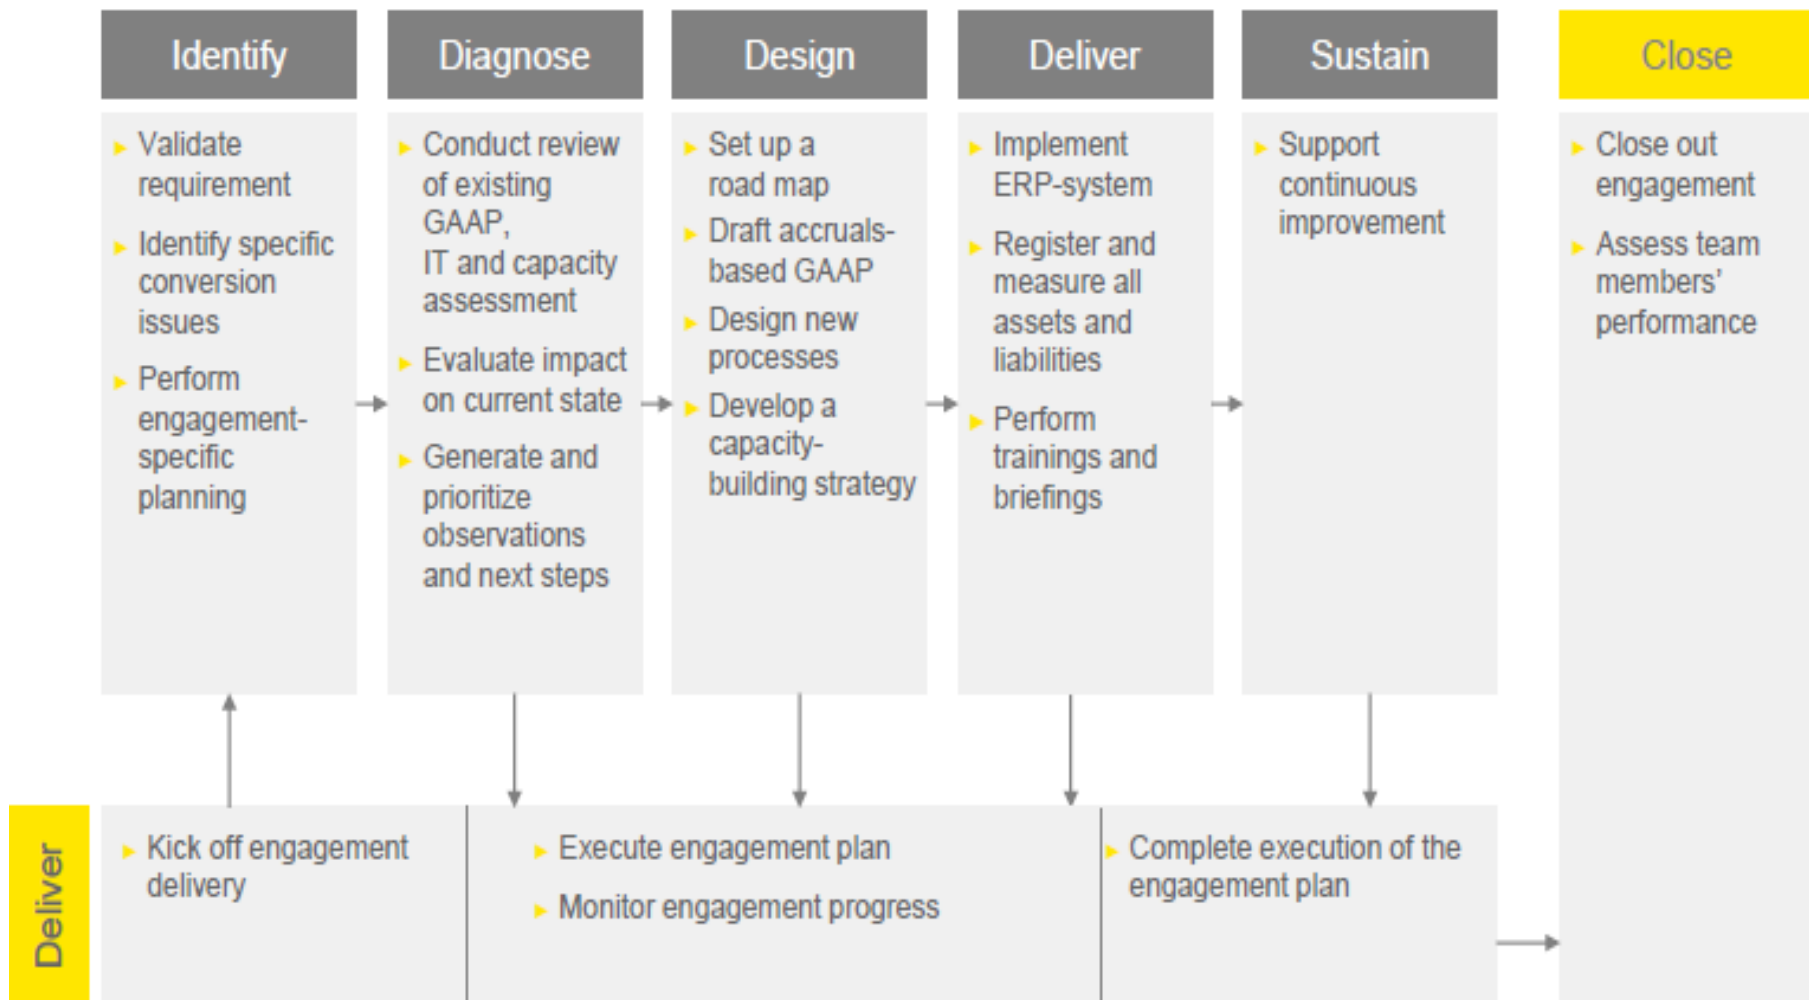 Identify
Validate
requirement
Identify specific
conversion
issues
Perform
engagement-
specific
planning
Diagnose
Conduct review
of existing
GAAP,
IT and capacity
assessment
Evaluate impact
on current state
Generate and
prioritize
observations
and next steps
Design
Set up a
road map
Draft accruals-
based GAAP
Design new
processes
Develop a
capacity-
building strategy
Deliver
Implement
ERP-system
Register and
measure all
assets and
liabilities
Perform
trainings and
briefings
Sustain
Support
continuous
improvement
Close
Close out
engagement
Assess team
members’
performance
Deliver
Kick off engagement
delivery
Execute engagement plan
Monitor engagement progress
Complete execution of the
engagement plan